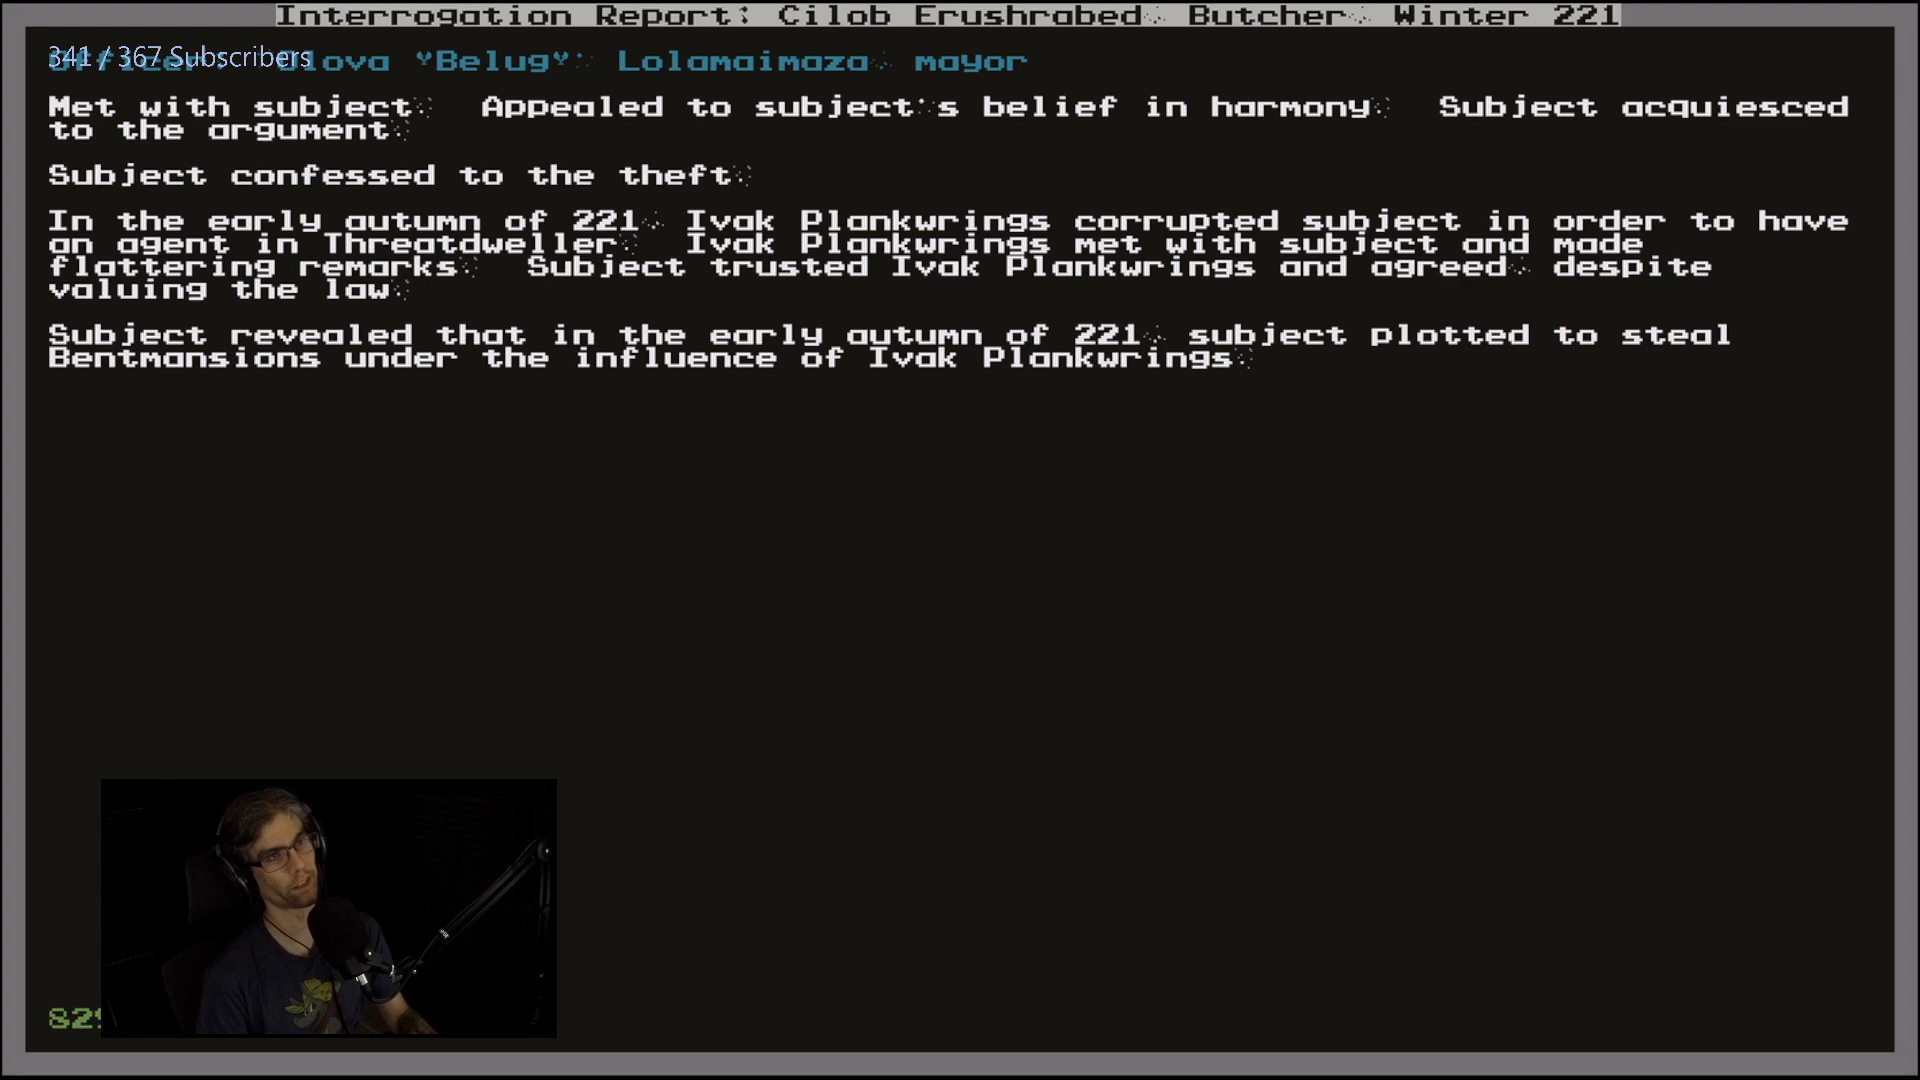 Interrogation Report: Cilob Erushrabed, Butcher, Winter 221
341 / 367 Subscribers
Officer: Olova "Belug" Lolamaimaza, mayor
Met with subject.  Appealed to subject's belief in harmony.  Subject acquiesced
to the argument.
Subject confessed to the theft.
In the early autumn of 221, Ivak Plankwrings corrupted subject in order to have
an agent in Threatdweller.  Ivak Plankwrings met with subject and made
flattering remarks.  Subject trusted Ivak Plankwrings and agreed, despite
valuing the law.
Subject revealed that in the early autumn of 221, subject plotted to steal
Bentmansions under the influence of Ivak Plankwrings.